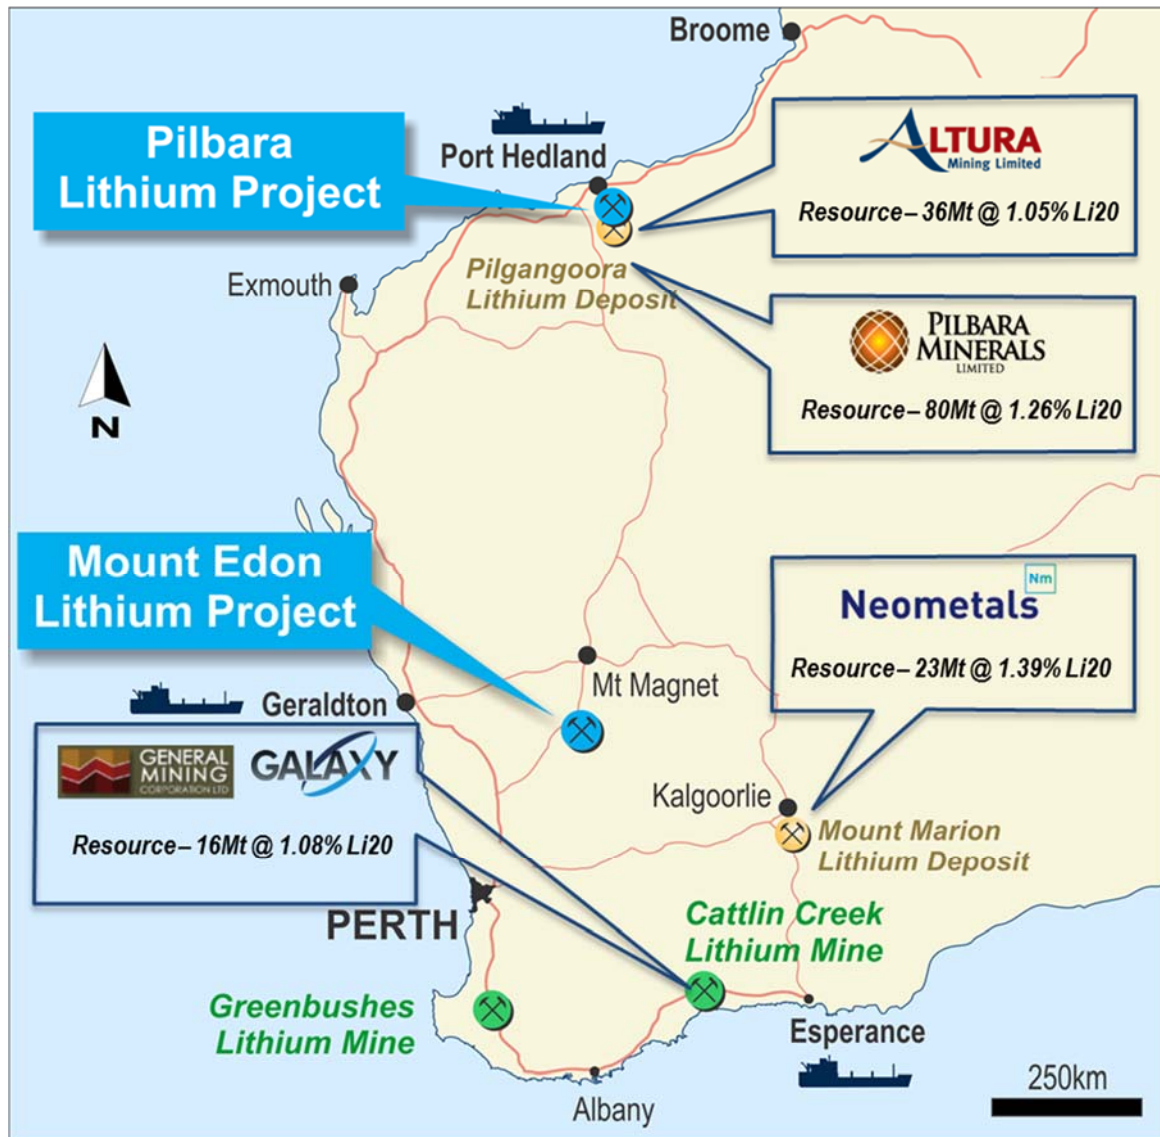 Broome
Pilbara
Lithium Project
Port Hedland
ALTURA
Mining Limited
Resource – 36Mt @ 1.05% Li20
Pilgangoora
Lithium Deposit
Exmouth
PILBARA
MINERALS
LIMITED
Resource – 80Mt @ 1.26% Li20
N
Mount Edon
Lithium Project
Nm
Neometals
Resource – 23Mt @ 1.39% Li20
Mt Magnet
Geraldton
GENERAL
MINING
CORPORATION LTD
GALAXY
Resource – 16Mt @ 1.08% Li20
Kalgoorlie
Mount Marion
Lithium Deposit
PERTH
Cattlin Creek
Lithium Mine
Greenbushes
Lithium Mine
Esperance
250km
Albany